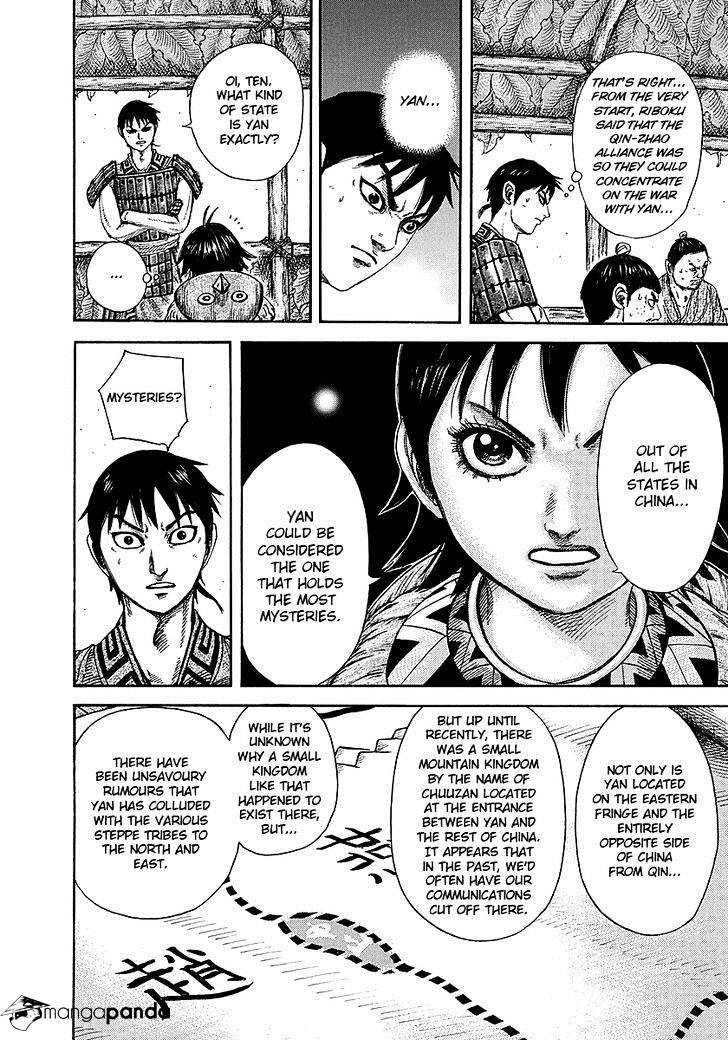 THAT'S RIGHT...
FROM THE VERY
START, RIBOKU
SAID THAT THE
QIN-ZHAO
ALLIANCE WAS
SO THEY COULD
CONCENTRATE
ON THE WAR
WITH YAN...
YAN...
OI, TEN.
WHAT KIND
OF STATE
IS YAN
EXACTLY?
...
OUT OF
ALL THE
STATES IN
CHINA...
YAN
COULD BE
CONSIDERED
THE ONE
THAT HOLDS
THE MOST
MYSTERIES.
MYSTERIES?
NOT ONLY IS
YAN LOCATED
ON THE EASTERN
FRINGE AND THE
ENTIRELY
OPPOSITE SIDE
OF CHINA
FROM QIN...
BUT UP UNTIL
RECENTLY, THERE
WAS A SMALL
MOUNTAIN KINGDOM
BY THE NAME OF
CHUUZAN LOCATED
AT THE ENTRANCE
BETWEEN YAN AND
THE REST OF CHINA.
IT APPEARS THAT
IN THE PAST, WE'D
OFTEN HAVE OUR
COMMUNICATIONS
CUT OFF THERE.
WHILE IT'S
UNKNOWN
WHY A SMALL
KINGDOM
LIKE THAT
HAPPENED TO
EXIST THERE,
BUT...
THERE HAVE
BEEN UNSAVOURY
RUMOURS THAT
YAN HAS COLLUDED
WITH THE VARIOUS
STEPPE TRIBES TO
THE NORTH AND
EAST.
趙
mangapanda